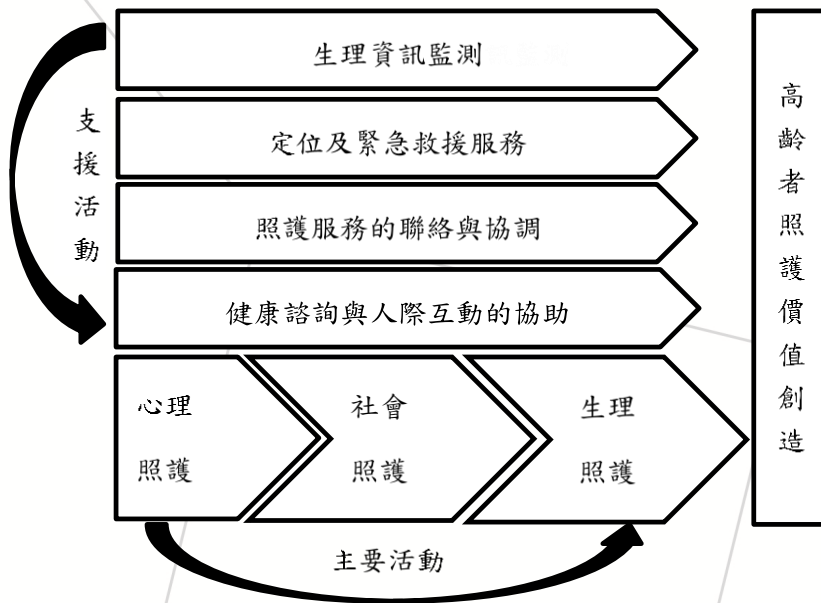 生理資訊監測
定位及緊急救援服務
照護服務的聯絡與協調
健康諮詢與人際互動的協助
支援活動
心理
照護
社會
照護
生理
照護
主要活動
高齡者照護價值創造